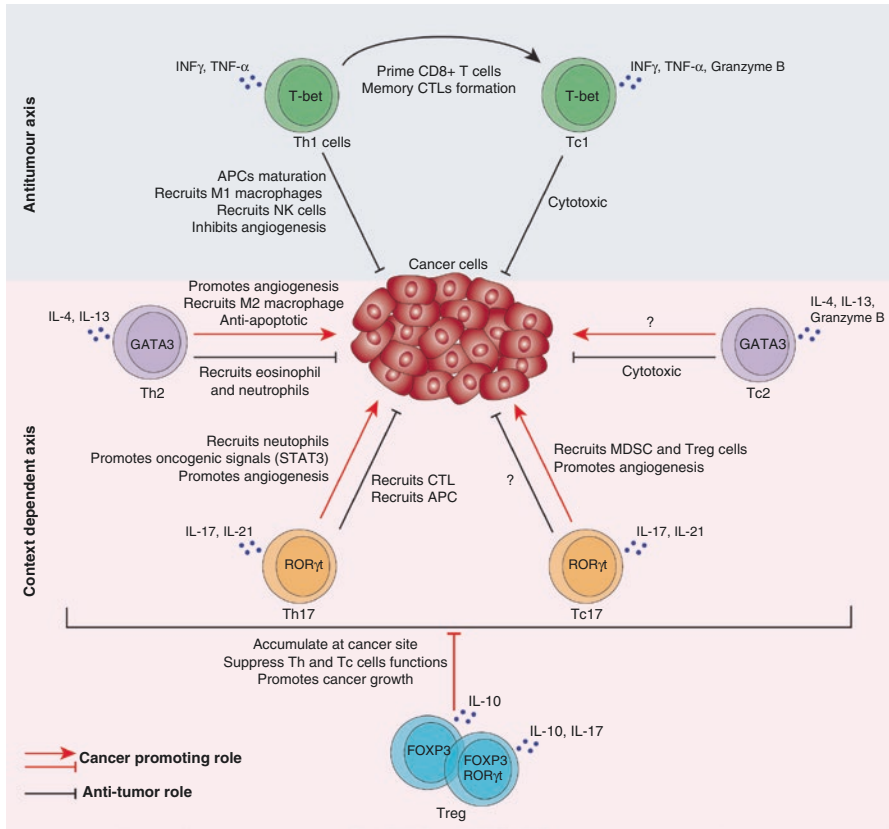 Antitumour axis
INFγ, TNF-α
T-bet
Th1 cells
Prime CD8+ T cells
Memory CTLs formation
T-bet
Tc1
INFγ, TNF-α, Granzyme B
APCs maturation
Recruits M1 macrophages
Recruits NK cells
Inhibits angiogenesis
Cytotoxic
Cancer cells
Context dependent axis
IL-4, IL-13
GATA3
Th2
Promotes angiogenesis
Recruits M2 macrophage
Anti-apoptotic
Recruits eosinophil
and neutrophils
?
Cytotoxic
GATA3
Tc2
IL-4, IL-13,
Granzyme B
Recruits neutophils
Promotes oncogenic signals (STAT3)
Promotes angiogenesis
Recruits CTL
Recruits APC
?
Recruits MDSC and Treg cells
Promotes angiogenesis
IL-17, IL-21
RORγt
Th17
RORγt
Tc17
IL-17, IL-21
Accumulate at cancer site
Suppress Th and Tc cells functions
Promotes cancer growth
IL-10
IL-10, IL-17
FOXP3
FOXP3
RORγt
Treg
Cancer promoting role
Anti-tumor role